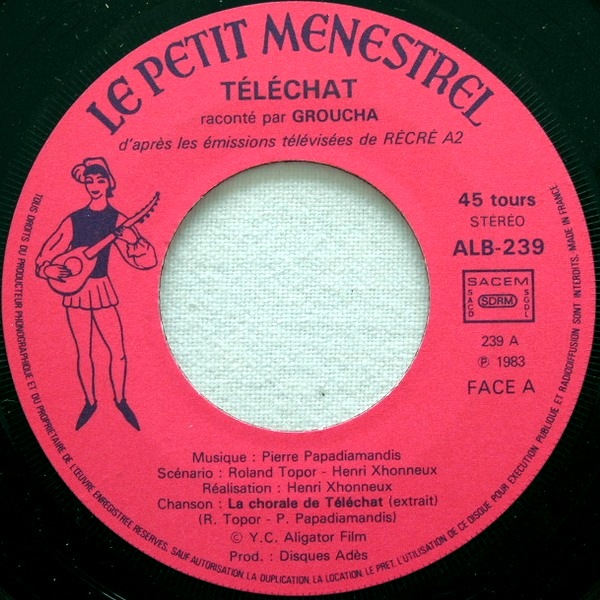 LE PETIT MENESTREL
TÉLÉCHAT
raconté par GROUCHA
d'après les émissions télévisées de RÉCRÉ A2
45 tours
STÉRÉO
ALB-239
SACEM
SACD
SDRM
SGDL
239 A
Ⓟ 1983
FACE A
Musique : Pierre Papadiamandis
Scénario : Roland Topor - Henri Xhonneux
Réalisation : Henri Xhonneux
Chanson : La chorale de Téléchat (extrait)
(R. Topor - P. Papadiamandis)
© Y.C. Aligator Film
Prod. : Disques Adès
TOUS DROITS DU PRODUCTEUR PHONOGRAPHIQUE ET DU PROPRIETAIRE DE L'ŒUVRE ENREGISTREE RESERVES. SAUF AUTORISATION, LA DUPLICATION, LA LOCATION, LE PRET, L'UTILISATION DE CE DISQUE POUR EXECUTION PUBLIQUE ET RADIODIFFUSION SONT INTERDITS. MADE IN FRANCE.